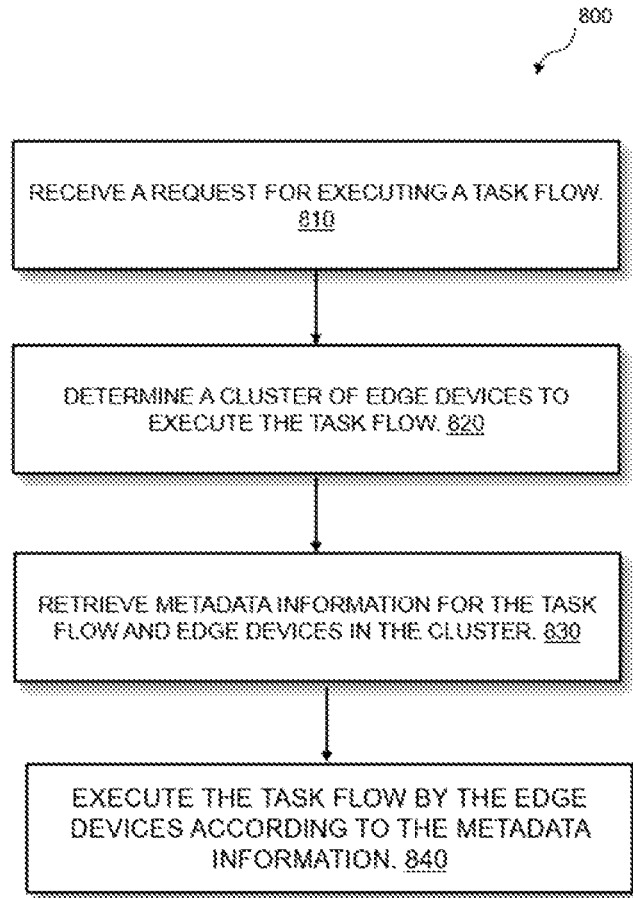 800
RECEIVE A REQUEST FOR EXECUTING A TASK FLOW.
810
DETERMINE A CLUSTER OF EDGE DEVICES TO
EXECUTE THE TASK FLOW. 820
RETRIEVE METADATA INFORMATION FOR THE TASK
FLOW AND EDGE DEVICES IN THE CLUSTER. 830
EXECUTE THE TASK FLOW BY THE EDGE
DEVICES ACCORDING TO THE METADATA
INFORMATION. 840